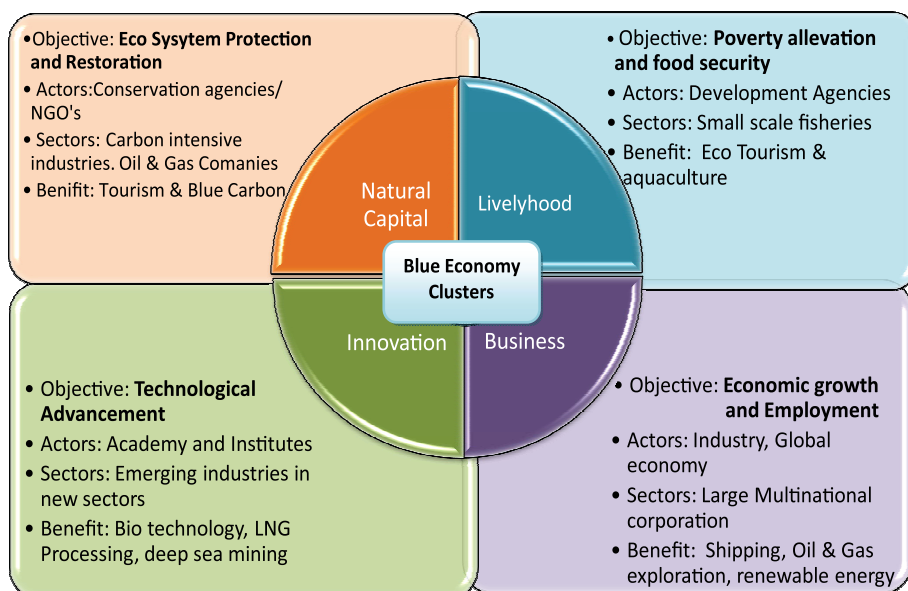 •Objective: Eco Sysytem Protection
and Restoration
• Actors:Conservation agencies/
NGO's
• Sectors: Carbon intensive
industries. Oil & Gas Comanies
• Benifit: Tourism & Blue Carbon
• Objective: Poverty allevation
and food security
• Actors: Development Agencies
• Sectors: Small scale fisheries
• Benefit: Eco Tourism &
aquaculture
Natural
Capital
Livelyhood
Blue Economy
Clusters
Innovation
Business
• Objective: Technological
Advancement
• Actors: Academy and Institutes
• Sectors: Emerging industries in
new sectors
• Benefit: Bio technology, LNG
Processing, deep sea mining
• Objective: Economic growth
and Employment
• Actors: Industry, Global
economy
• Sectors: Large Multinational
corporation
• Benefit: Shipping, Oil & Gas
exploration, renewable energy